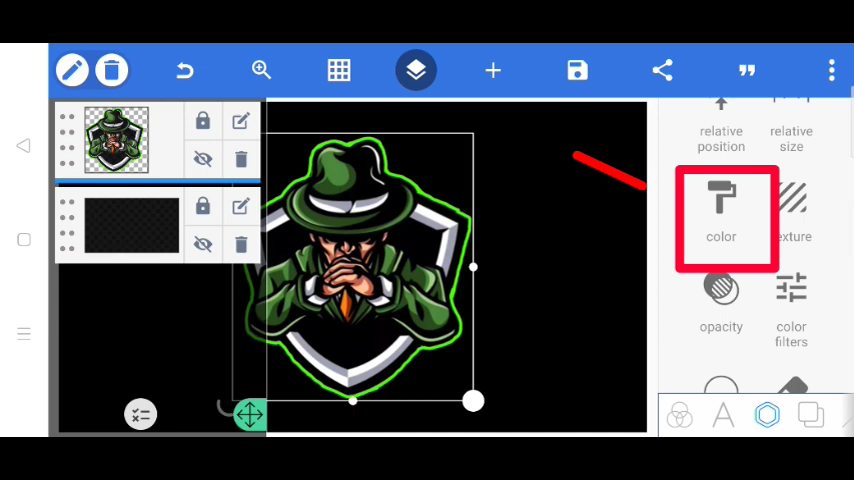 relative
position
relative
size
color
exture
opacity
color
filters
A